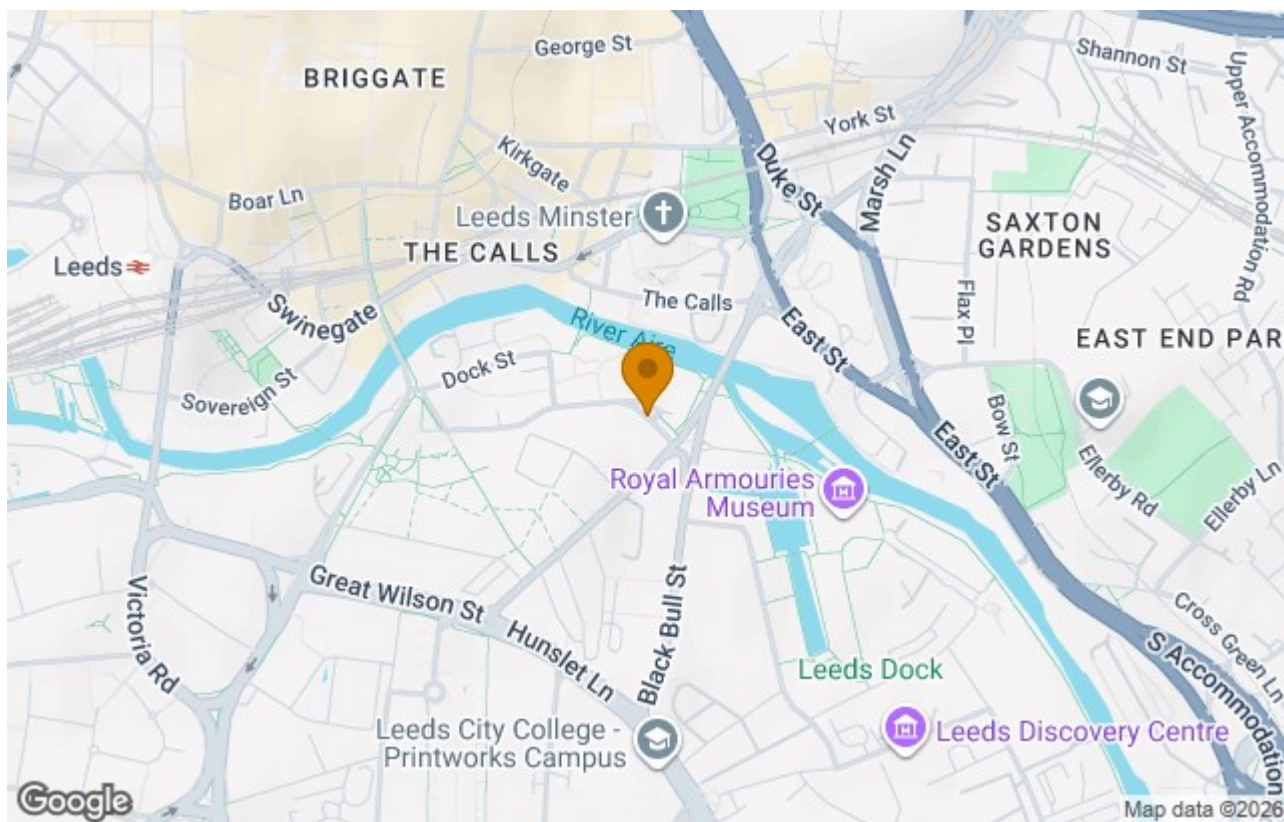 George St
Shannon St
Upper Accommodation Rd
BRIGGATE
York St
Kirkgate
Duke St
Marsh Ln
Boar Ln
Leeds Minster
SAXTON
GARDENS
THE CALLS
Leeds
Flax Pl
Swinegate
The Calls
River Aire
East St
EAST END PAR
Dock St
Sovereign St
Bow St
East St
Ellerby Rd
Ellerby Ln
Royal Armouries
Museum
Great Wilson St
Victoria Rd
Hunslet Ln
Black Bull St
Cross Green Ln
S Accommodation
Leeds Dock
Leeds City College -
Printworks Campus
Leeds Discovery Centre
Google
Map data ©2026